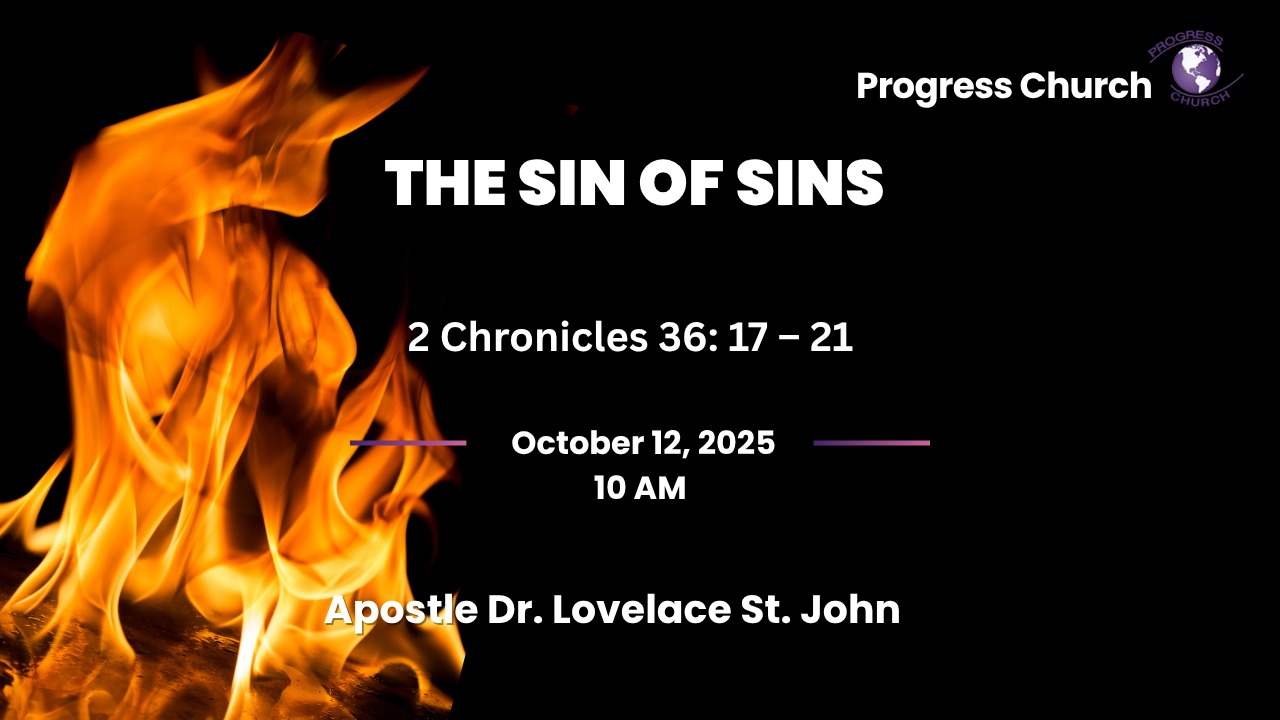 Progress Church
PROGRESS
CHURCH
THE SIN OF SINS
2 Chronicles 36: 17 – 21
October 12, 2025
10 AM
Apostle Dr. Lovelace St. John